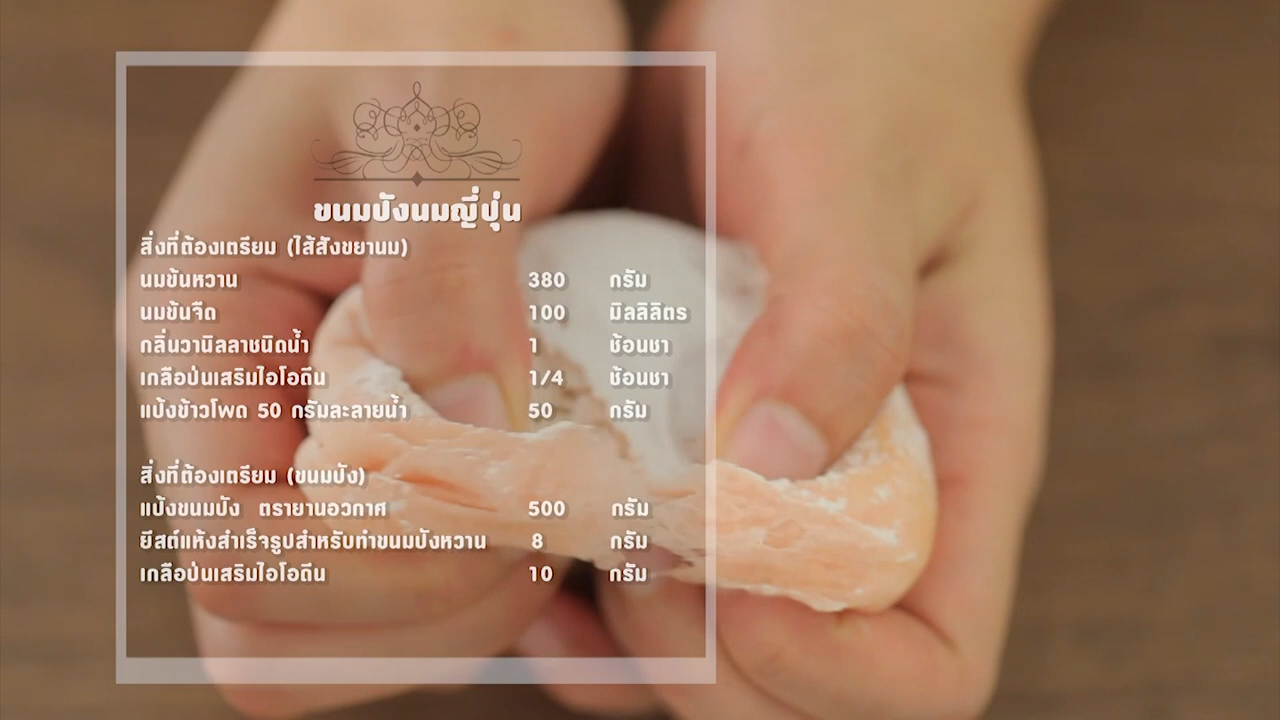 ขนมปังนมญี่ปุ่น
สิ่งที่ต้องเตรียม (ไส้สังขยานม)
นมข้นหวาน 380 กรัม
นมข้นจืด 100 มิลลิลิตร
กลิ่นวานิลลาชนิดน้ำ 1 ช้อนชา
เกลือป่นเสริมไอโอดีน 1/4 ช้อนชา
แป้งข้าวโพด 50 กรัมละลายน้ำ 50 กรัม
สิ่งที่ต้องเตรียม (ขนมปัง)
แป้งขนมปัง ตรายานอวกาศ 500 กรัม
ยีสต์แห้งสำเร็จรูปสำหรับทำขนมปังหวาน 8 กรัม
เกลือป่นเสริมไอโอดีน 10 กรัม